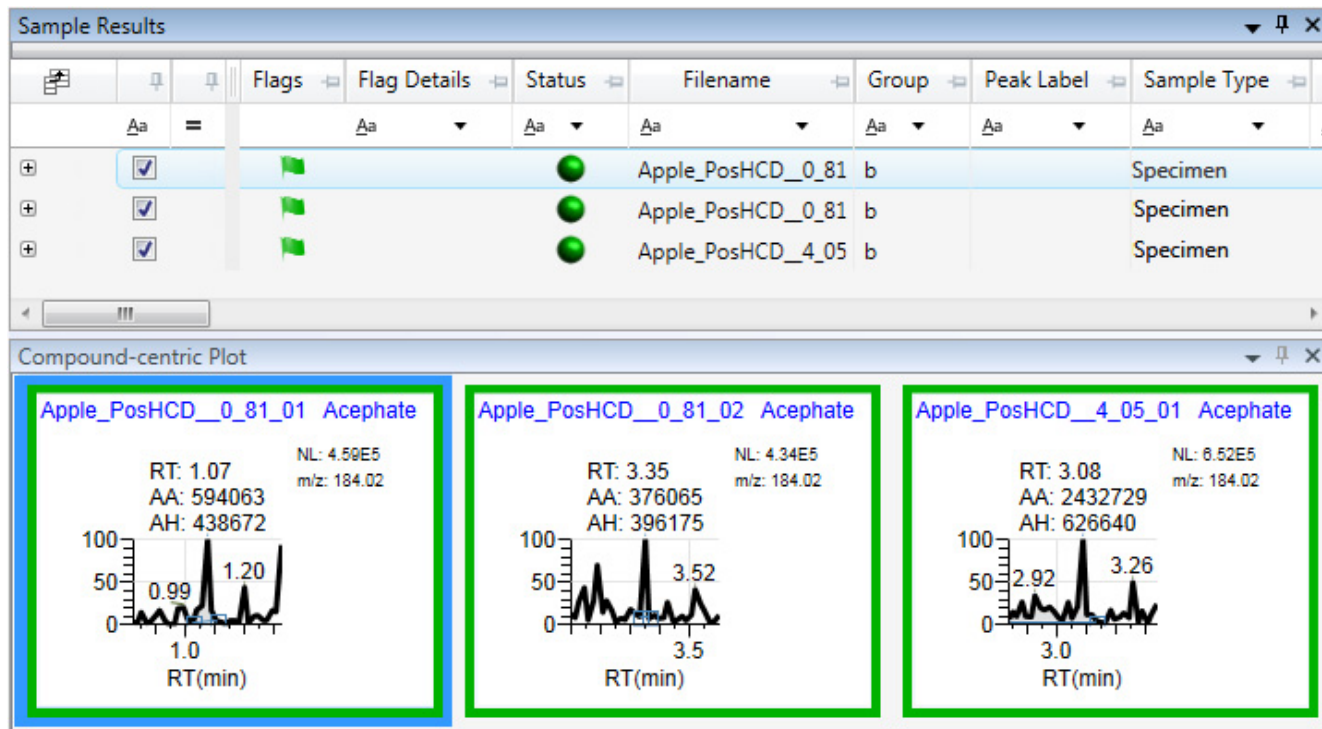 Sample Results
Flags Flag Details Status Filename Group Peak Label Sample Type
Aa = Aa Aa Aa Aa Aa Aa
Apple_PosHCD__0_81 b Specimen
Apple_PosHCD__0_81 b Specimen
Apple_PosHCD__4_05 b Specimen
Compound-centric Plot
Apple_PosHCD__0_81_01 Acephate
NL: 4.59E5
m/z: 184.02
RT: 1.07
AA: 594063
AH: 438672
100
50
0
0.99
1.20
1.0
RT(min)
Apple_PosHCD__0_81_02 Acephate
NL: 4.34E5
m/z: 184.02
RT: 3.35
AA: 376065
AH: 396175
100
50
0
3.52
3.5
RT(min)
Apple_PosHCD__4_05_01 Acephate
NL: 6.52E5
m/z: 184.02
RT: 3.08
AA: 2432729
AH: 626640
100
50
0
2.92
3.26
3.0
RT(min)